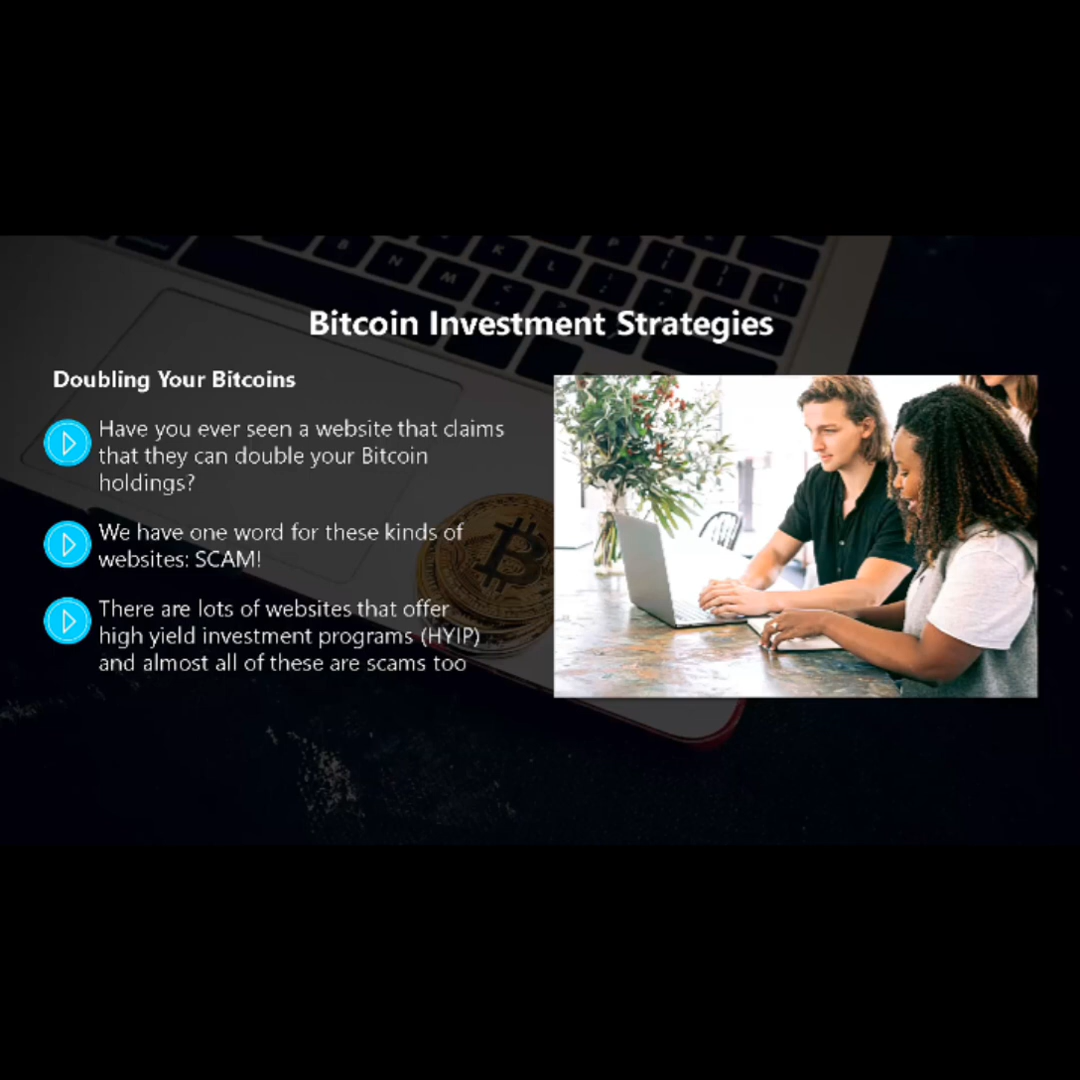 Bitcoin Investment Strategies
Doubling Your Bitcoins
Have you ever seen a website that claims
that they can double your Bitcoin
holdings?
We have one word for these kinds of
websites: SCAM!
There are lots of websites that offer
high yield investment programs (HYIP)
and almost all of these are scams too